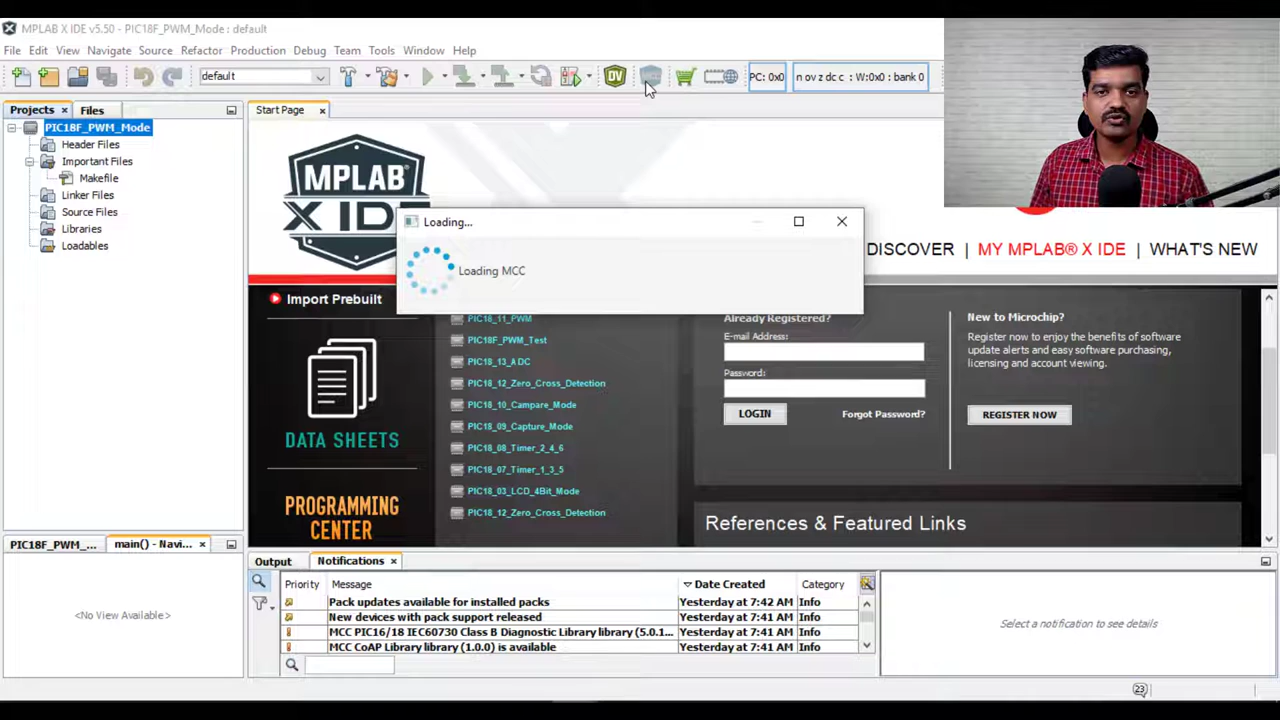 MPLAB X IDE v5.50 - PIC18F_PWM_Mode : default
File Edit View Navigate Source Refactor Production Debug Team Tools Window Help
default
DV
PC: 0x0
n ov z dc c : W:0x0 : bank 0
Projects
Files
PIC18F_PWM_Mode
Header Files
Important Files
Makefile
Linker Files
Source Files
Libraries
Loadables
Start Page
MPLAB
X IDE
DISCOVER | MY MPLAB® X IDE | WHAT'S NEW
Loading...
Loading MCC
Import Prebuilt
DATA SHEETS
PROGRAMMING
CENTER
PIC18_11_PWM
PIC18F_PWM_Test
PIC18_13_ADC
PIC18_12_Zero_Cross_Detection
PIC18_10_Campare_Mode
PIC18_09_Capture_Mode
PIC18_08_Timer_2_4_6
PIC18_07_Timer_1_3_5
PIC18_03_LCD_4Bit_Mode
PIC18_12_Zero_Cross_Detection
Already Registered?
E-mail Address:
Password:
LOGIN
Forgot Password?
New to Microchip?
Register now to enjoy the benefits of software
update alerts and easy software purchasing,
licensing and account viewing.
REGISTER NOW
References & Featured Links
PIC18F_PWM_...
main() - Navi...
<No View Available>
Output
Notifications
Priority Message Date Created Category
Pack updates available for installed packs Yesterday at 7:42 AM Info
New devices with pack support released Yesterday at 7:41 AM Info
MCC PIC16/18 IEC60730 Class B Diagnostic Library library (5.0.1... Yesterday at 7:41 AM Info
MCC CoAP Library library (1.0.0) is available Yesterday at 7:41 AM Info
Select a notification to see details
23